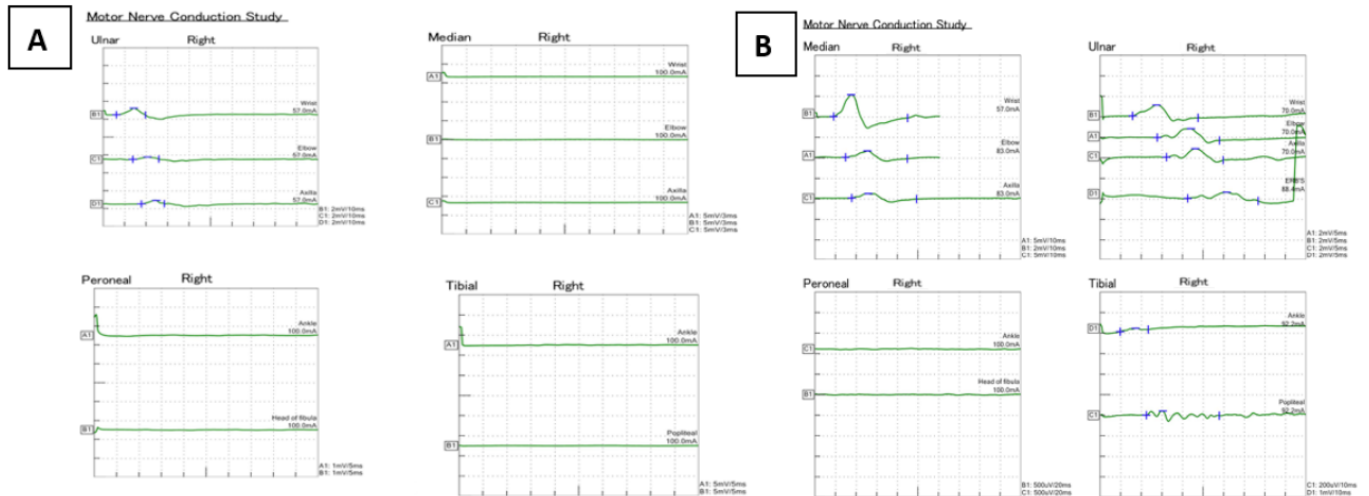 A
Motor Nerve Conduction Study
Ulnar Right
B1
Wrist
57.0mA
C1
Elbow
57.0mA
D1
Axilla
57.0mA
B1: 2mV/10ms
C1: 2mV/10ms
D1: 2mV/10ms
Median Right
A1
Wrist
100.0mA
B1
Elbow
100.0mA
C1
Axilla
100.0mA
A1: 5mV/3ms
B1: 5mV/3ms
C1: 5mV/3ms
Peroneal Right
A1
Ankle
100.0mA
B1
Head of fibula
100.0mA
A1: 1mV/5ms
B1: 1mV/5ms
Tibial Right
A1
Ankle
100.0mA
B1
Popliteal
100.0mA
A1: 5mV/5ms
B1: 5mV/5ms
B
Motor Nerve Conduction Study
Median Right
B1
Wrist
57.0mA
A1
Elbow
83.0mA
C1
Axilla
83.0mA
A1: 5mV/10ms
B1: 2mV/10ms
C1: 5mV/10ms
Ulnar Right
B1
Wrist
70.0mA
A1
Elbow
70.0mA
C1
Axilla
70.0mA
D1
ERB'S
88.4mA
A1: 2mV/5ms
B1: 2mV/5ms
C1: 2mV/5ms
D1: 2mV/5ms
Peroneal Right
C1
Ankle
100.0mA
B1
Head of fibula
100.0mA
B1: 500uV/20ms
C1: 500uV/20ms
Tibial Right
D1
Ankle
92.2mA
C1
Popliteal
92.2mA
C1: 200uV/10ms
D1: 1mV/10ms